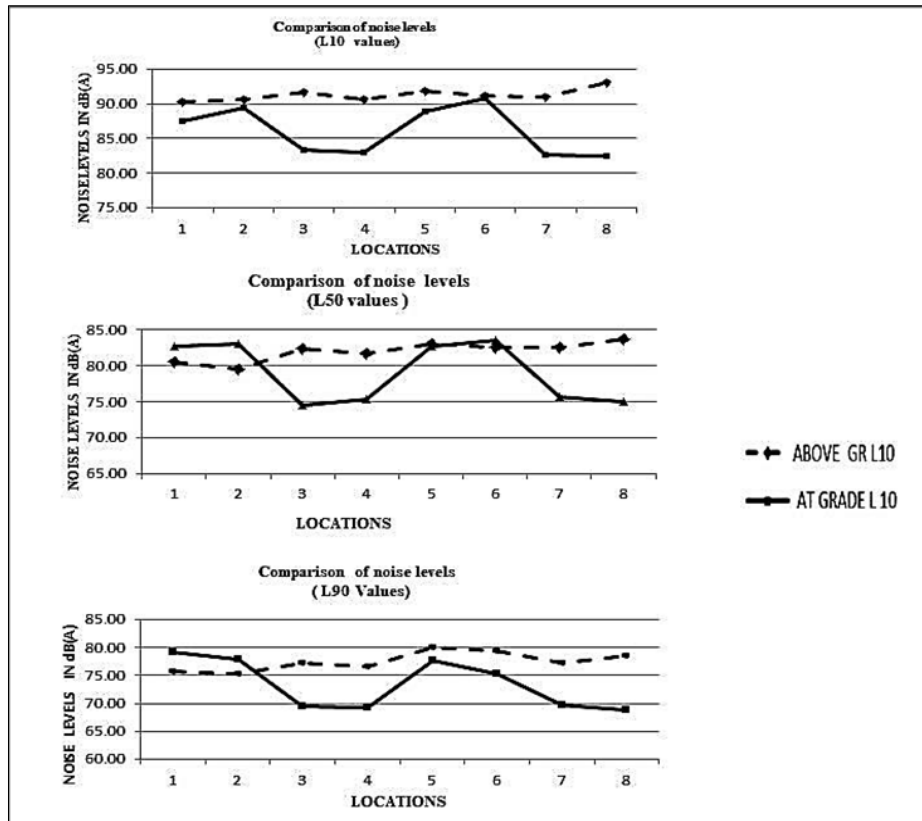 Comparison of noise levels
(L10 values)
NOISE LEVELS IN dB(A)
95.00
90.00
85.00
80.00
75.00
1 2 3 4 5 6 7 8
LOCATIONS
Comparison of noise levels
(L50 values )
NOISE LEVELS IN dB(A)
85.00
80.00
75.00
70.00
65.00
1 2 3 4 5 6 7 8
LOCATIONS
ABOVE GR L10
AT GRADE L 10
Comparison of noise levels
( L90 Values)
NOISE LEVELS IN dB(A)
85.00
80.00
75.00
70.00
65.00
60.00
1 2 3 4 5 6 7 8
LOCATIONS